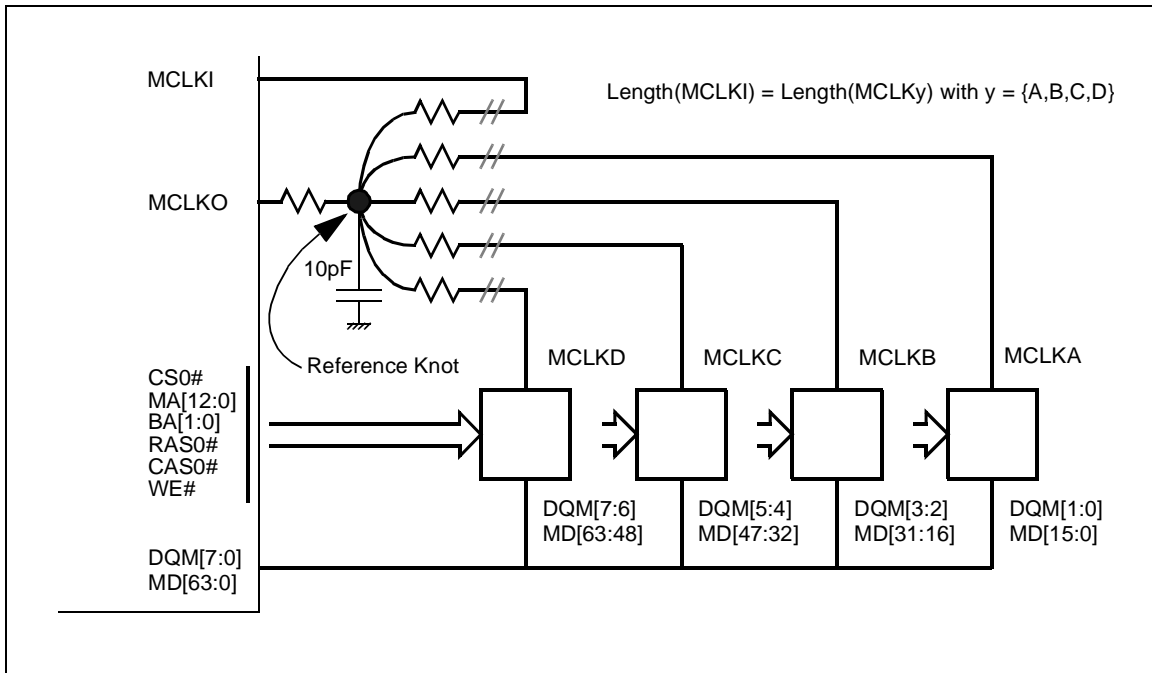 MCLKI
Length(MCLKI) = Length(MCLKy) with y = {A,B,C,D}
MCLKO
10pF
Reference Knot
MCLKD
MCLKC
MCLKB
MCLKA
CS0#
MA[12:0]
BA[1:0]
RAS0#
CAS0#
WE#
DQM[7:6]
MD[63:48]
DQM[5:4]
MD[47:32]
DQM[3:2]
MD[31:16]
DQM[1:0]
MD[15:0]
DQM[7:0]
MD[63:0]